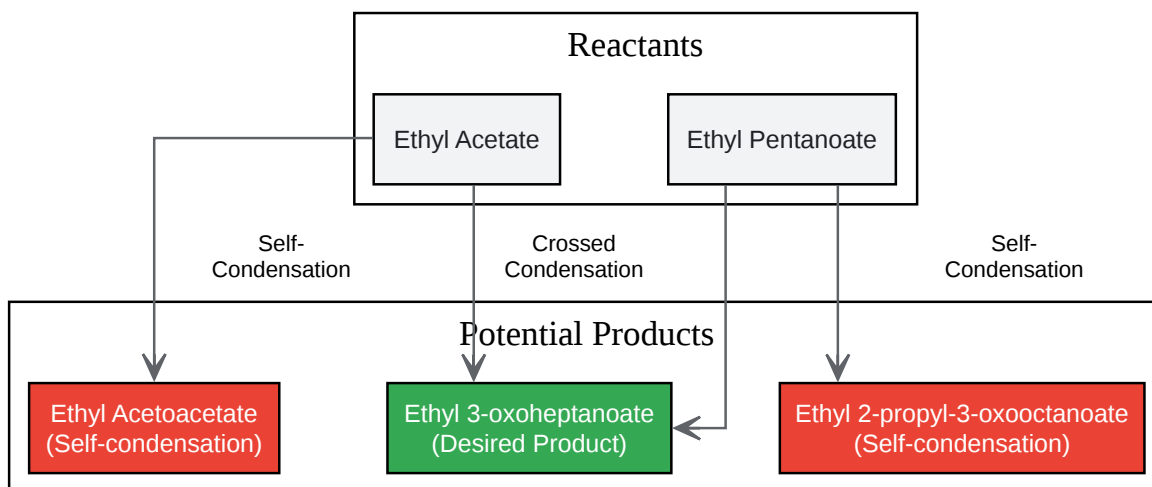 Reactants
Ethyl Acetate
Ethyl Pentanoate
Self-
Condensation
Crossed
Condensation
Self-
Condensation
Potential Products
Ethyl Acetoacetate
(Self-condensation)
Ethyl 3-oxoheptanoate
(Desired Product)
Ethyl 2-propyl-3-oxooctanoate
(Self-condensation)